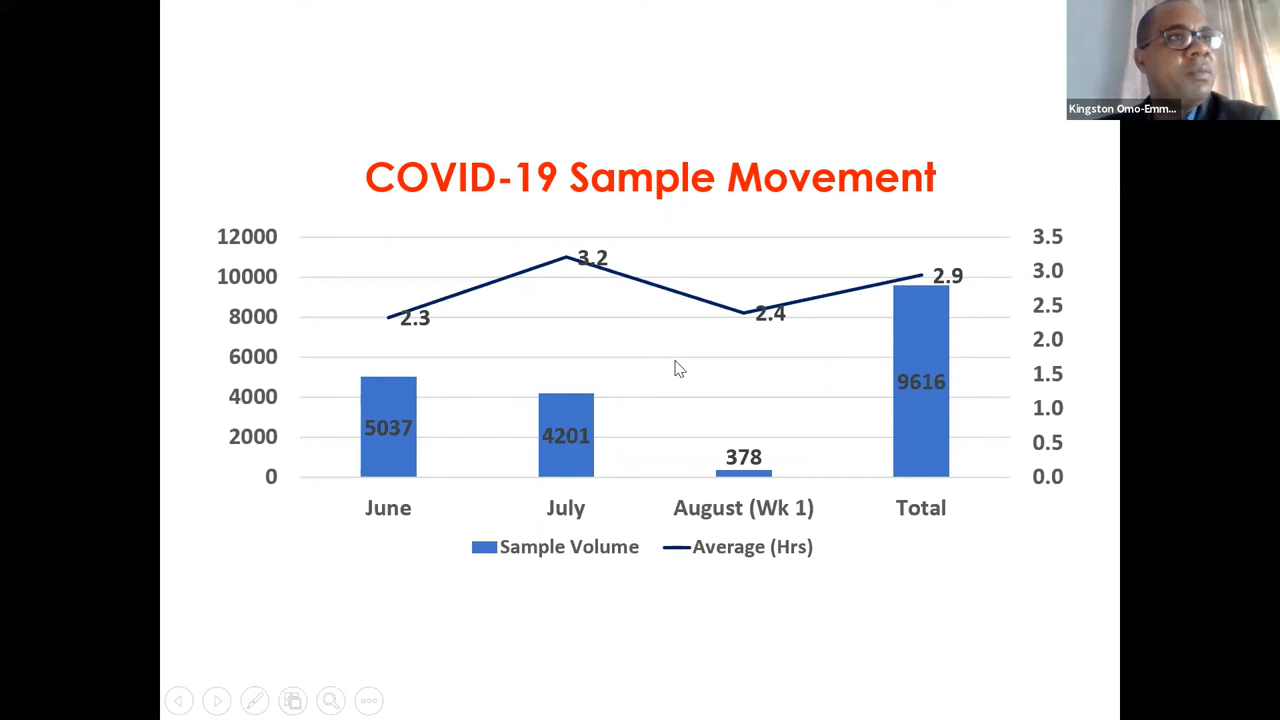 Kingston Omo-Emm...
COVID-19 Sample Movement
12000
10000
8000
6000
4000
2000
0
3.5
3.0
2.5
2.0
1.5
1.0
0.5
0.0
2.3
3.2
2.4
2.9
5037
4201
378
9616
June
July
August (Wk 1)
Total
Sample Volume
Average (Hrs)